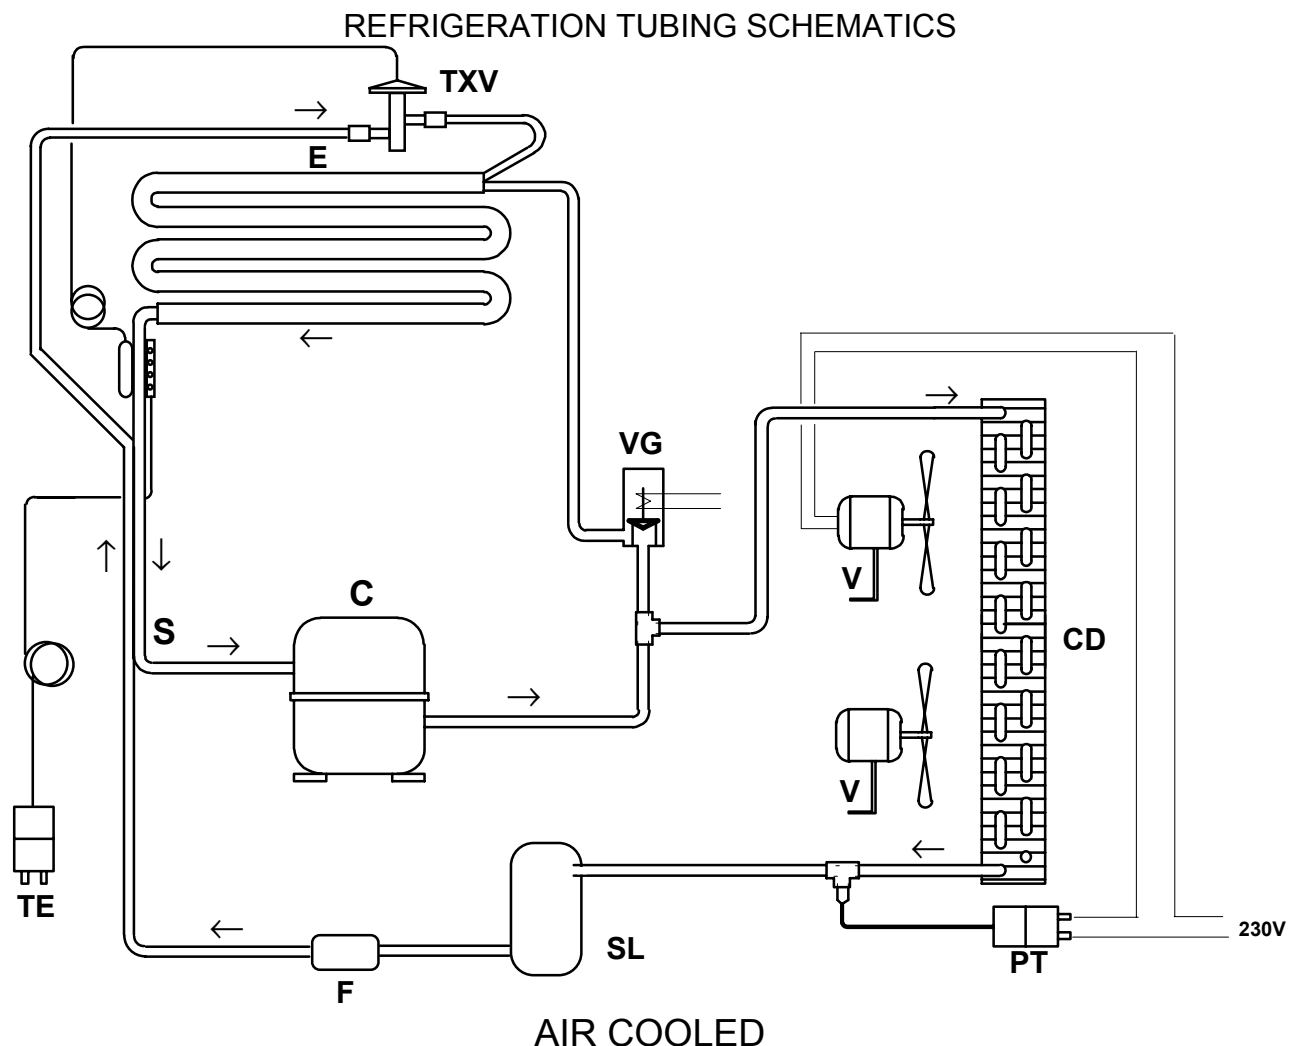 REFRIGERATION TUBING SCHEMATICS
TXV
E
VG
C
S
V
CD
V
TE
SL
230V
PT
F
AIR COOLED